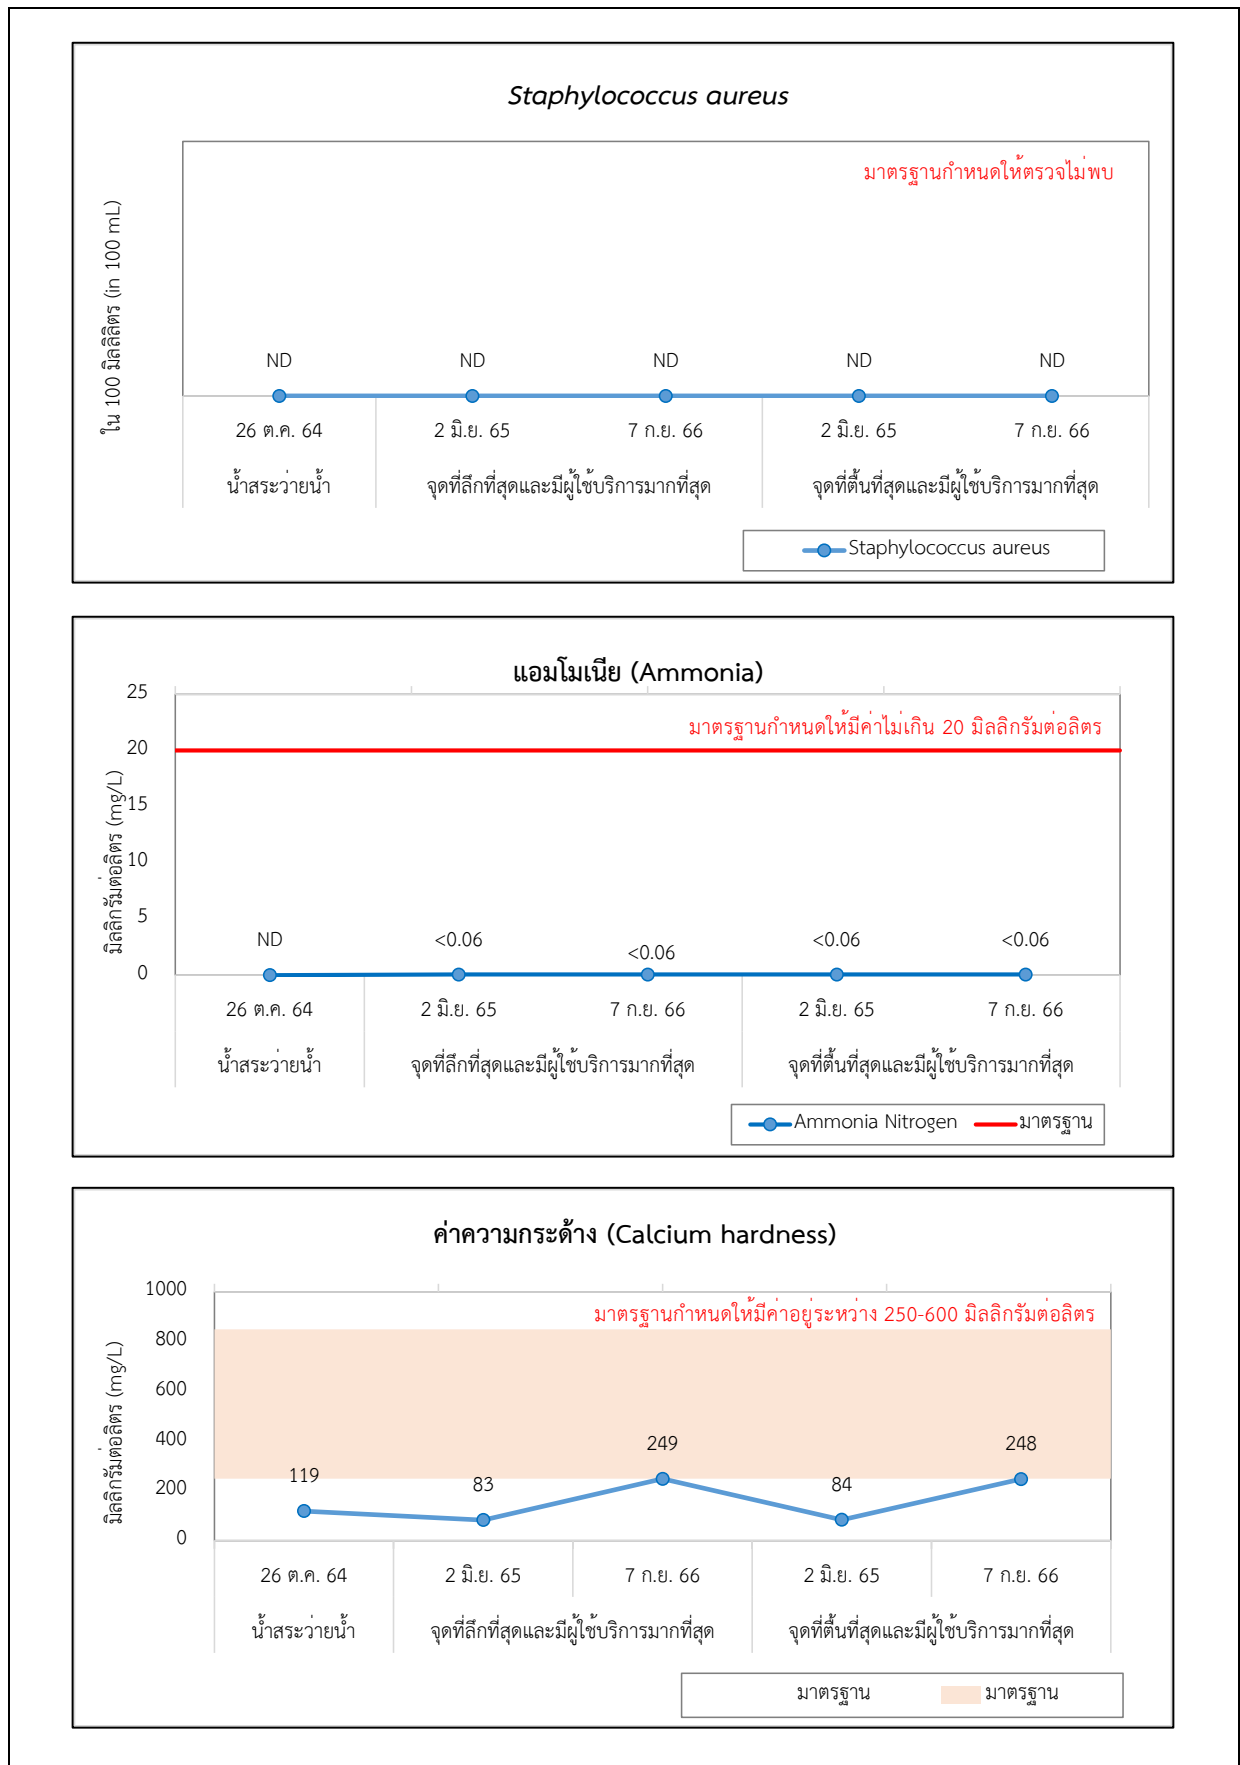 Staphylococcus aureus
มาตรฐานกำหนดให้ตรวจไม่พบ
ใน 100 มิลลิลิตร (in 100 mL)
ND ND ND ND ND
26 ต.ค. 64 2 มิ.ย. 65 7 ก.ย. 66 2 มิ.ย. 65 7 ก.ย. 66
น้ำสระว่ายน้ำ จุดที่ลึกที่สุดและมีผู้ใช้บริการมากที่สุด จุดที่ตื้นที่สุดและมีผู้ใช้บริการมากที่สุด
Staphylococcus aureus
แอมโมเนีย (Ammonia)
มาตรฐานกำหนดให้มีค่าไม่เกิน 20 มิลลิกรัมต่อลิตร
มิลลิกรัมต่อลิตร (mg/L)
25
20
15
10
5
0
ND <0.06 <0.06 <0.06 <0.06
26 ต.ค. 64 2 มิ.ย. 65 7 ก.ย. 66 2 มิ.ย. 65 7 ก.ย. 66
น้ำสระว่ายน้ำ จุดที่ลึกที่สุดและมีผู้ใช้บริการมากที่สุด จุดที่ตื้นที่สุดและมีผู้ใช้บริการมากที่สุด
Ammonia Nitrogen มาตรฐาน
ค่าความกระด้าง (Calcium hardness)
มาตรฐานกำหนดให้มีค่าอยู่ระหว่าง 250-600 มิลลิกรัมต่อลิตร
มิลลิกรัมต่อลิตร (mg/L)
1000
800
600
400
200
0
119 83 249 84 248
26 ต.ค. 64 2 มิ.ย. 65 7 ก.ย. 66 2 มิ.ย. 65 7 ก.ย. 66
น้ำสระว่ายน้ำ จุดที่ลึกที่สุดและมีผู้ใช้บริการมากที่สุด จุดที่ตื้นที่สุดและมีผู้ใช้บริการมากที่สุด
มาตรฐาน มาตรฐาน